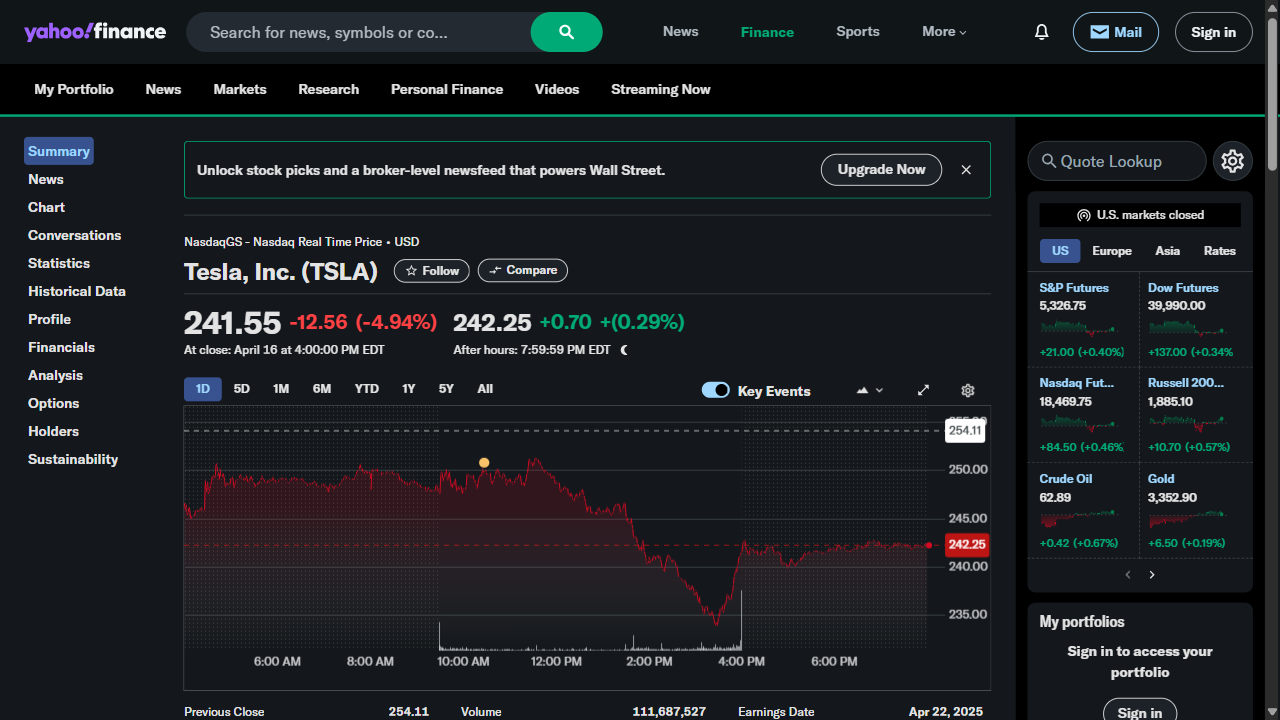 yahoo!finance
Search for news, symbols or co...
News
Finance
Sports
More
Mail
Sign in
My Portfolio
News
Markets
Research
Personal Finance
Videos
Streaming Now
Summary
News
Chart
Conversations
Statistics
Historical Data
Profile
Financials
Analysis
Options
Holders
Sustainability
Unlock stock picks and a broker-level newsfeed that powers Wall Street.
Upgrade Now
NasdaqGS - Nasdaq Real Time Price • USD
Tesla, Inc. (TSLA)
Follow
Compare
241.55 -12.56 (-4.94%)
At close: April 16 at 4:00:00 PM EDT
242.25 +0.70 +(0.29%)
After hours: 7:59:59 PM EDT
1D 5D 1M 6M YTD 1Y 5Y All
Key Events
254.11
250.00
245.00
242.25
240.00
235.00
6:00 AM 8:00 AM 10:00 AM 12:00 PM 2:00 PM 4:00 PM 6:00 PM
Previous Close 254.11
Volume 111,687,527
Earnings Date Apr 22, 2025
Quote Lookup
U.S. markets closed
US Europe Asia Rates
S&P Futures
5,326.75
+21.00 (+0.40%)
Dow Futures
39,990.00
+137.00 (+0.34%
Nasdaq Fut...
18,469.75
+84.50 (+0.46%
Russell 200...
1,885.10
+10.70 (+0.57%)
Crude Oil
62.89
+0.42 (+0.67%)
Gold
3,352.90
+6.50 (+0.19%)
My portfolios
Sign in to access your
portfolio
Sign in